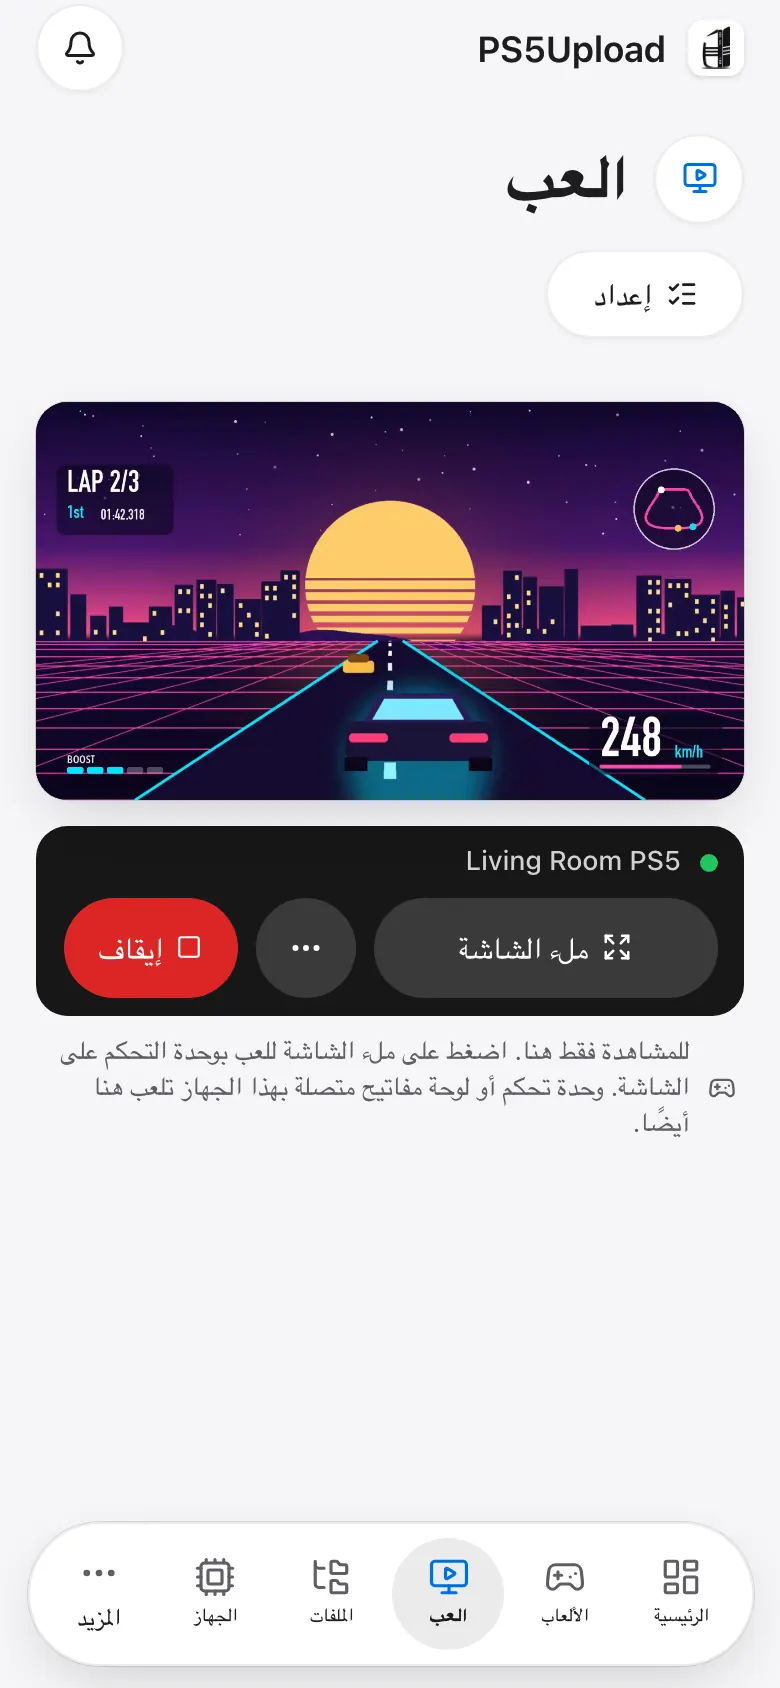 PS5Upload
العب
إعداد
LAP 2/3
1st 01:42.318
BOOST
248 km/h
Living Room PS5
ملء الشاشة
إيقاف
للمشاهدة فقط هنا. اضغط على ملء الشاشة للعب بوحدة التحكم على
الشاشة. وحدة تحكم أو لوحة مفاتيح متصلة بهذا الجهاز تلعب هنا
أيضًا.
الرئيسية
الألعاب
العب
الملفات
الجهاز
المزيد